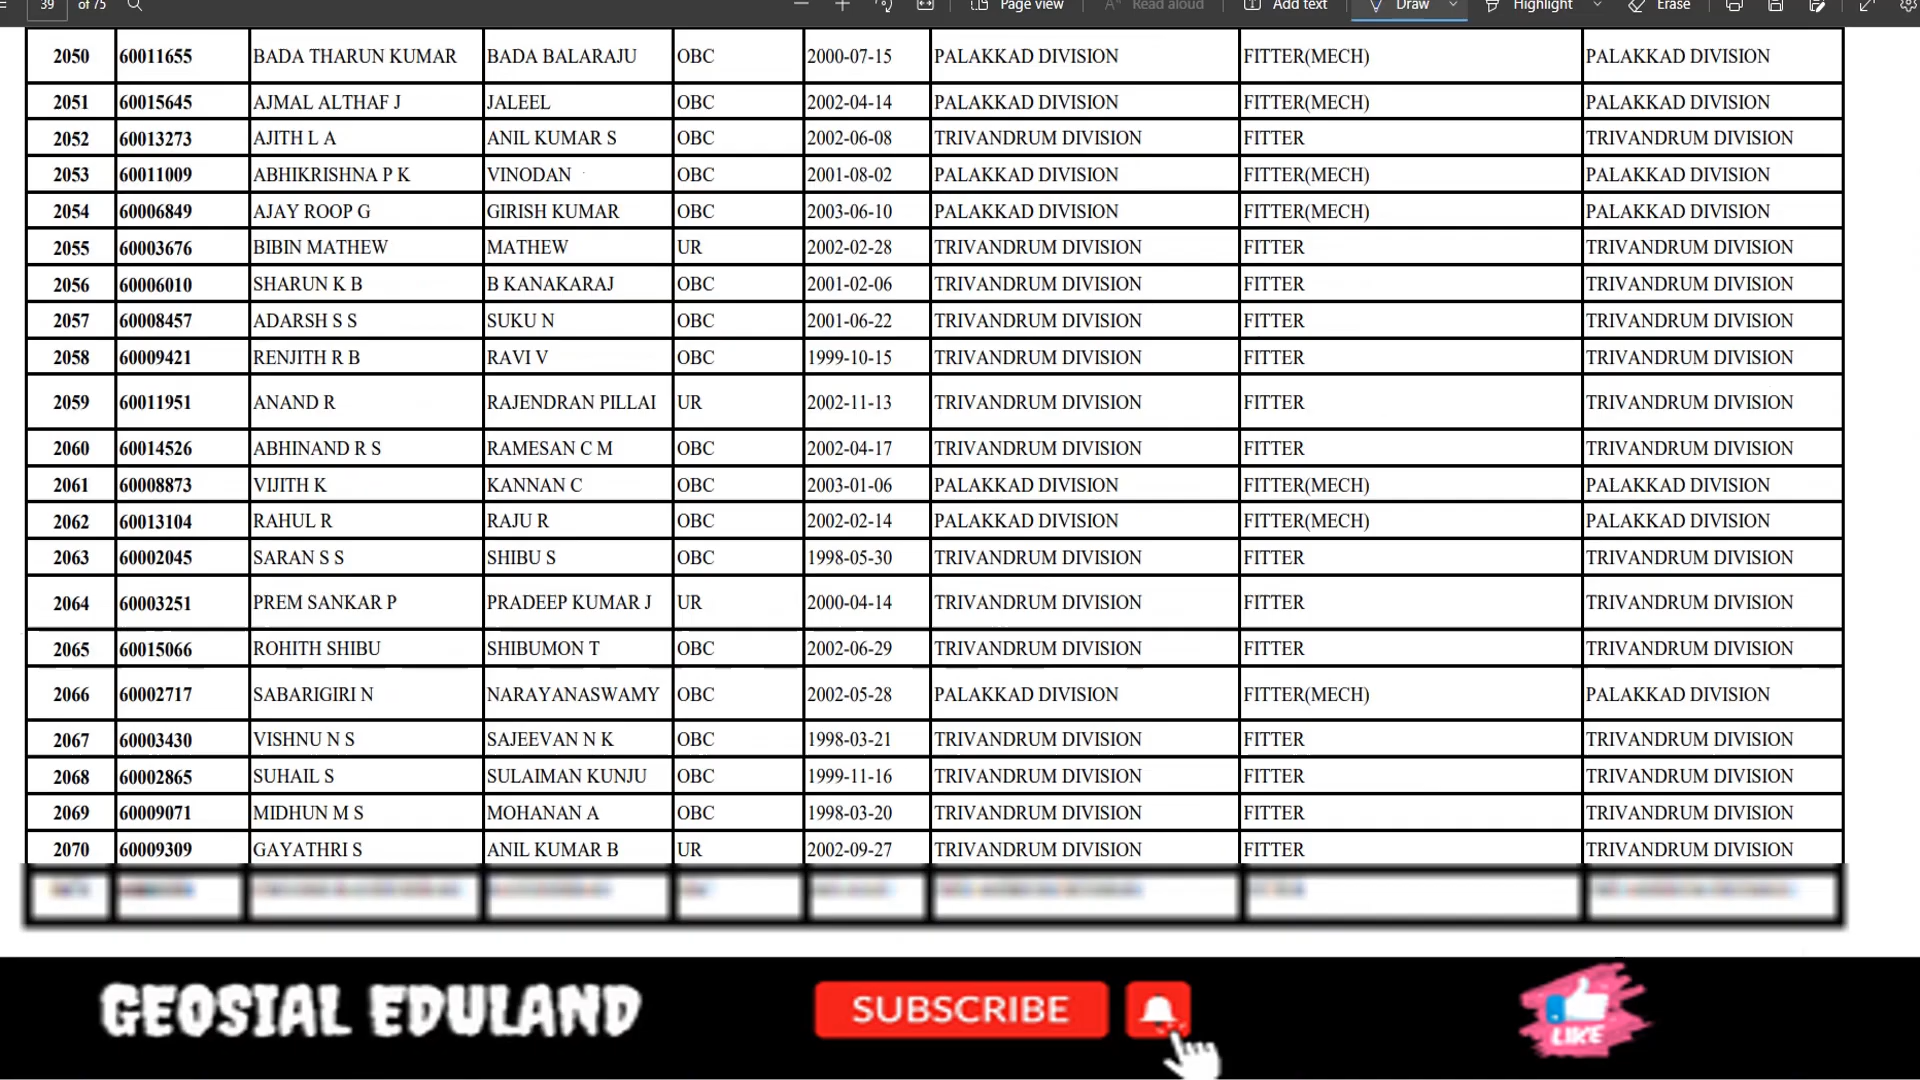 39 of 75 Page view Read aloud Add text Draw Highlight Erase
2050 60011655 BADA THARUN KUMAR BADA BALARAJU OBC 2000-07-15 PALAKKAD DIVISION FITTER(MECH) PALAKKAD DIVISION
2051 60015645 AJMAL ALTHAF J JALEEL OBC 2002-04-14 PALAKKAD DIVISION FITTER(MECH) PALAKKAD DIVISION
2052 60013273 AJITH L A ANIL KUMAR S OBC 2002-06-08 TRIVANDRUM DIVISION FITTER TRIVANDRUM DIVISION
2053 60011009 ABHIKRISHNA P K VINODAN OBC 2001-08-02 PALAKKAD DIVISION FITTER(MECH) PALAKKAD DIVISION
2054 60006849 AJAY ROOP G GIRISH KUMAR OBC 2003-06-10 PALAKKAD DIVISION FITTER(MECH) PALAKKAD DIVISION
2055 60003676 BIBIN MATHEW MATHEW UR 2002-02-28 TRIVANDRUM DIVISION FITTER TRIVANDRUM DIVISION
2056 60006010 SHARUN K B B KANAKARAJ OBC 2001-02-06 TRIVANDRUM DIVISION FITTER TRIVANDRUM DIVISION
2057 60008457 ADARSH S S SUKU N OBC 2001-06-22 TRIVANDRUM DIVISION FITTER TRIVANDRUM DIVISION
2058 60009421 RENJITH R B RAVI V OBC 1999-10-15 TRIVANDRUM DIVISION FITTER TRIVANDRUM DIVISION
2059 60011951 ANAND R RAJENDRAN PILLAI UR 2002-11-13 TRIVANDRUM DIVISION FITTER TRIVANDRUM DIVISION
2060 60014526 ABHINAND R S RAMESAN C M OBC 2002-04-17 TRIVANDRUM DIVISION FITTER TRIVANDRUM DIVISION
2061 60008873 VIJITH K KANNAN C OBC 2003-01-06 PALAKKAD DIVISION FITTER(MECH) PALAKKAD DIVISION
2062 60013104 RAHUL R RAJU R OBC 2002-02-14 PALAKKAD DIVISION FITTER(MECH) PALAKKAD DIVISION
2063 60002045 SARAN S S SHIBU S OBC 1998-05-30 TRIVANDRUM DIVISION FITTER TRIVANDRUM DIVISION
2064 60003251 PREM SANKAR P PRADEEP KUMAR J UR 2000-04-14 TRIVANDRUM DIVISION FITTER TRIVANDRUM DIVISION
2065 60015066 ROHITH SHIBU SHIBUMON T OBC 2002-06-29 TRIVANDRUM DIVISION FITTER TRIVANDRUM DIVISION
2066 60002717 SABARIGIRI N NARAYANASWAMY OBC 2002-05-28 PALAKKAD DIVISION FITTER(MECH) PALAKKAD DIVISION
2067 60003430 VISHNU N S SAJEEVAN N K OBC 1998-03-21 TRIVANDRUM DIVISION FITTER TRIVANDRUM DIVISION
2068 60002865 SUHAIL S SULAIMAN KUNJU OBC 1999-11-16 TRIVANDRUM DIVISION FITTER TRIVANDRUM DIVISION
2069 60009071 MIDHUN M S MOHANAN A OBC 1998-03-20 TRIVANDRUM DIVISION FITTER TRIVANDRUM DIVISION
2070 60009309 GAYATHRI S ANIL KUMAR B UR 2002-09-27 TRIVANDRUM DIVISION FITTER TRIVANDRUM DIVISION
GEOSIAL EDULAND SUBSCRIBE LIKE